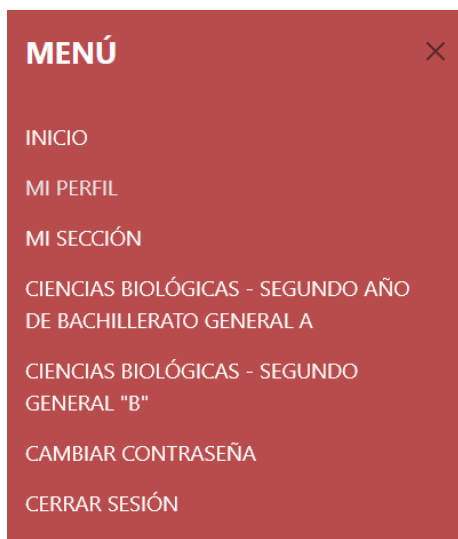 MENÚ
INICIO
MI PERFIL
MI SECCIÓN
CIENCIAS BIOLÓGICAS - SEGUNDO AÑO
DE BACHILLERATO GENERAL A
CIENCIAS BIOLÓGICAS - SEGUNDO
GENERAL "B"
CAMBIAR CONTRASEÑA
CERRAR SESIÓN